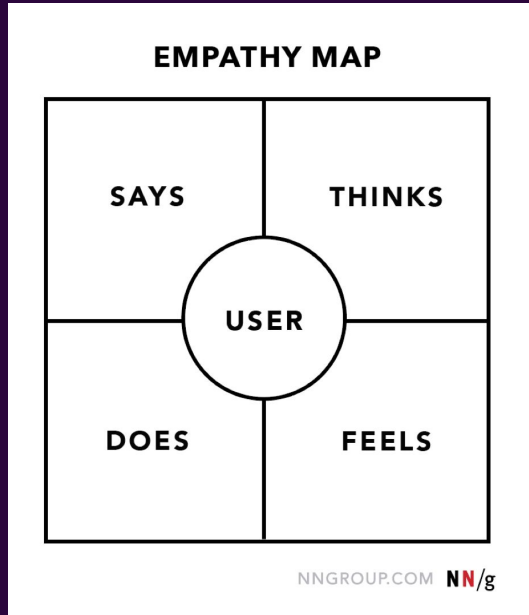 EMPATHY MAP
SAYS
THINKS
USER
DOES
FEELS
NNGROUP.COM NN/g